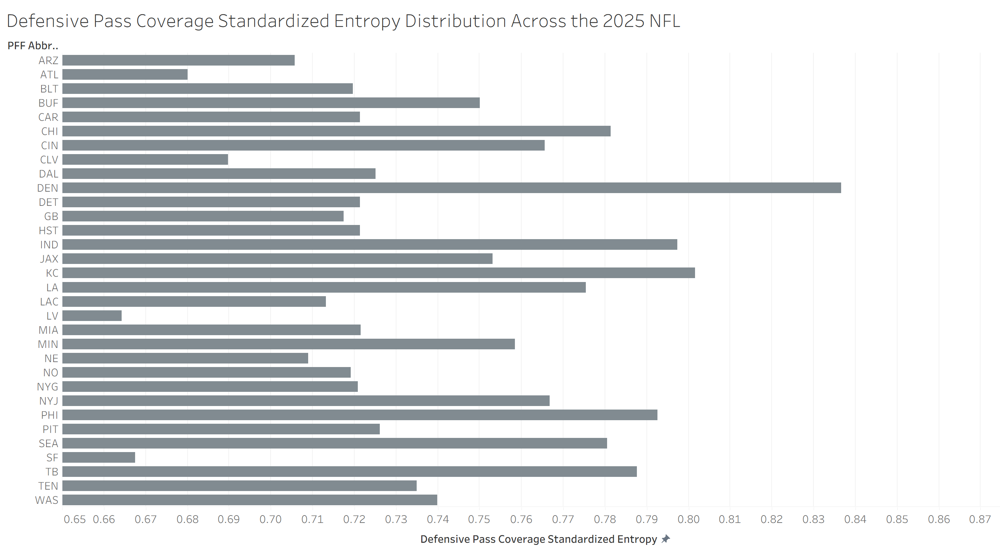 Defensive Pass Coverage Standardized Entropy Distribution Across the 2025 NFL
PFF Abbr..
ARZ
ATL
BLT
BUF
CAR
CHI
CIN
CLV
DAL
DEN
DET
GB
HST
IND
JAX
KC
LA
LAC
LV
MIA
MIN
NE
NO
NYG
NYJ
PHI
PIT
SEA
SF
TB
TEN
WAS
0.65 0.66 0.67 0.68 0.69 0.70 0.71 0.72 0.73 0.74 0.75 0.76 0.77 0.78 0.79 0.80 0.81 0.82 0.83 0.84 0.85 0.86 0.87
Defensive Pass Coverage Standardized Entropy